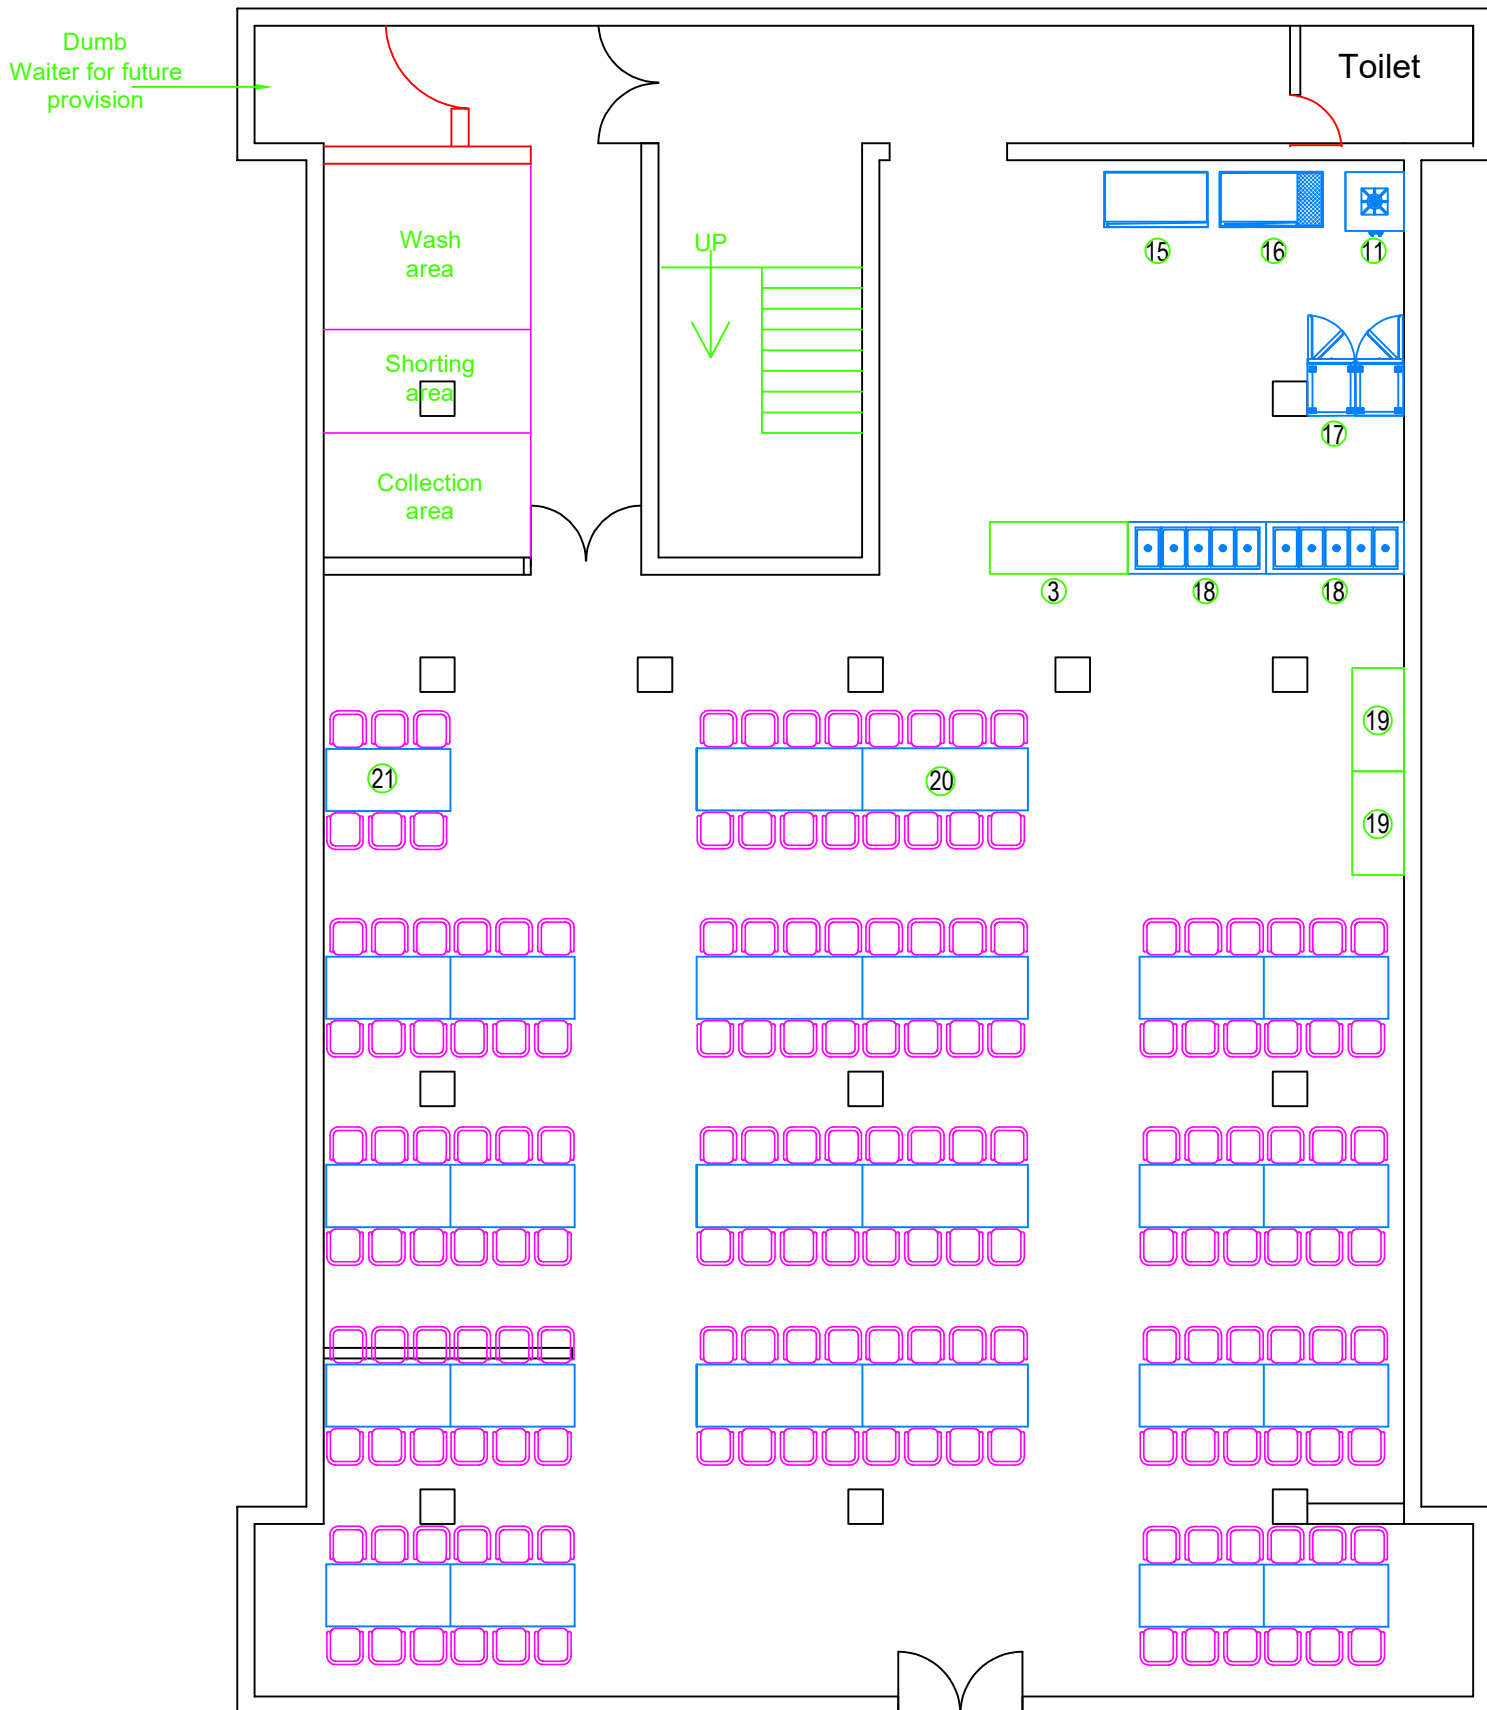 Dumb
Waiter for future
provision
Toilet
Wash
area
UP
15
16
11
Shorting
area
17
Collection
area
3
18
18
19
21
20
19